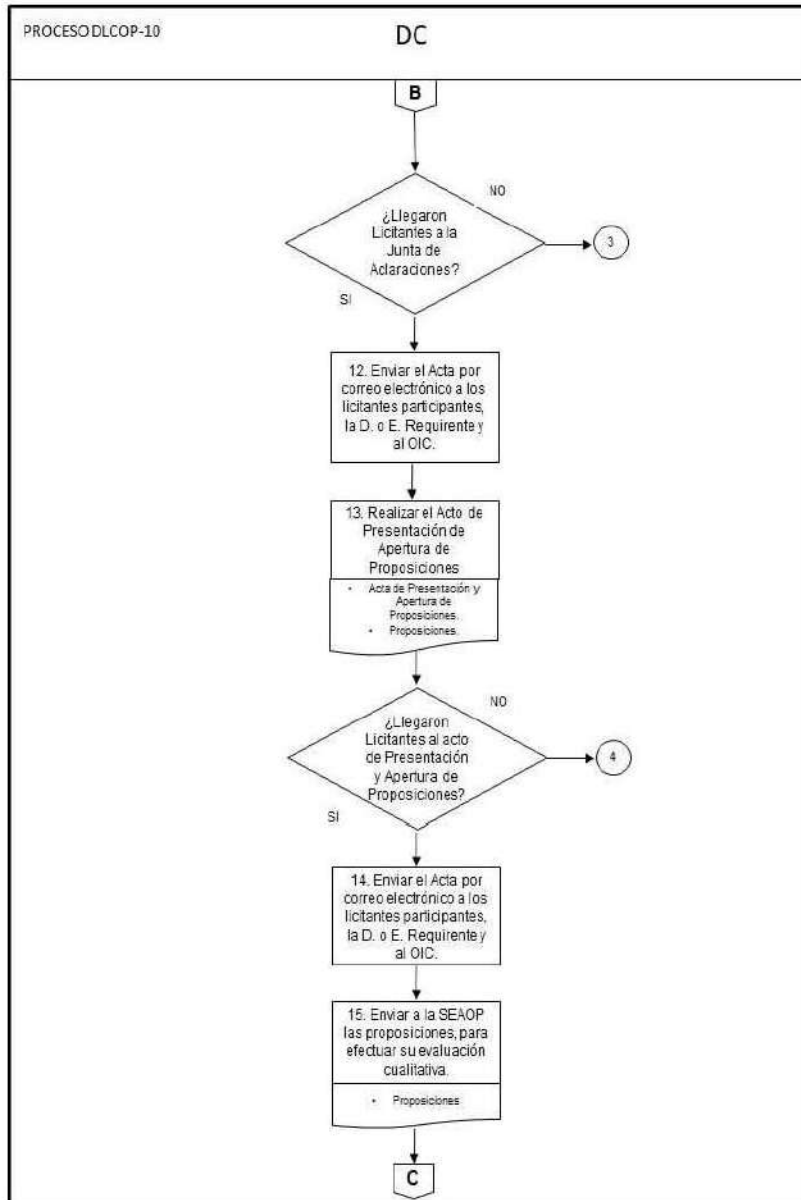 PROCESO DLCOP-10
DC
B
NO
¿Llegaron
Licitantes a la
Junta de
Aclaraciones?
3
SI
12. Enviar el Acta por
correo electrónico a los
licitantes participantes,
la D. o E. Requirente y
al OIC.
13. Realizar el Acto de
Presentación de
Apertura de
Proposiciones
• Acta de Presentación y
Apertura de
Proposiciones.
• Proposiciones.
NO
¿Llegaron
Licitantes al acto
de Presentación
y Apertura de
Proposiciones?
4
SI
14. Enviar el Acta por
correo electrónico a los
licitantes participantes,
la D. o E. Requirente y
al OIC.
15. Enviar a la SEAOP
las proposiciones, para
efectuar su evaluación
cualitativa.
• Proposiciones
C